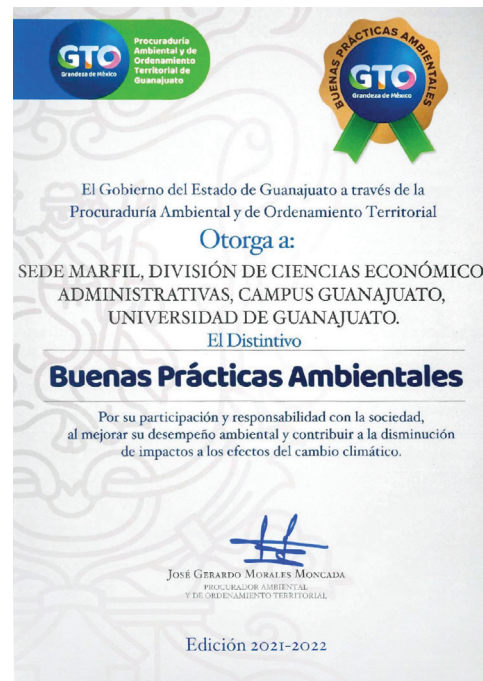 GTO
Grandeza de México
Procuraduría
Ambiental y de
Ordenamiento
Territorial de
Guanajuato
BUENAS PRÁCTICAS AMBIENTALES
GTO
Grandeza de México
El Gobierno del Estado de Guanajuato a través de la
Procuraduría Ambiental y de Ordenamiento Territorial
Otorga a:
SEDE MARFIL, DIVISIÓN DE CIENCIAS ECONÓMICO
ADMINISTRATIVAS, CAMPUS GUANAJUATO,
UNIVERSIDAD DE GUANAJUATO.
El Distintivo
Buenas Prácticas Ambientales
Por su participación y responsabilidad con la sociedad,
al mejorar su desempeño ambiental y contribuir a la disminución
de impactos a los efectos del cambio climático.
José Gerardo Morales Moncada
PROCURADOR AMBIENTAL
Y DE ORDENAMIENTO TERRITORIAL
Edición 2021-2022